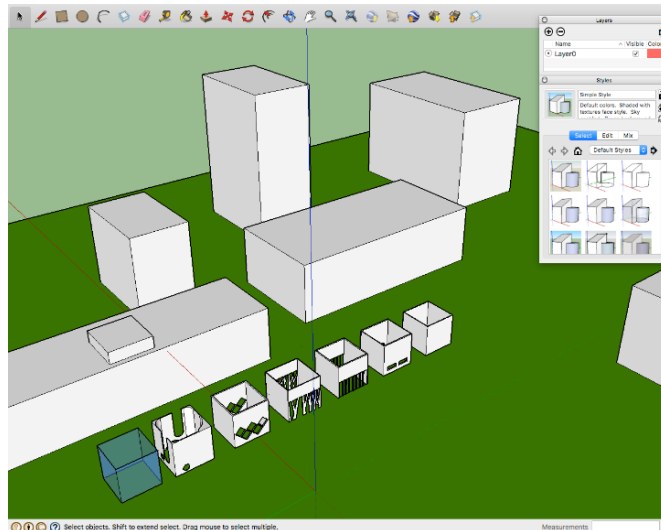 Layers
Name
Visible
Color
Layer0
Styles
Simple Style
Default colors. Shaded with
textures face style. Sky
Select
Edit
Mix
Default Styles
Select objects. Shift to extend select. Drag mouse to select multiple.
Measurements